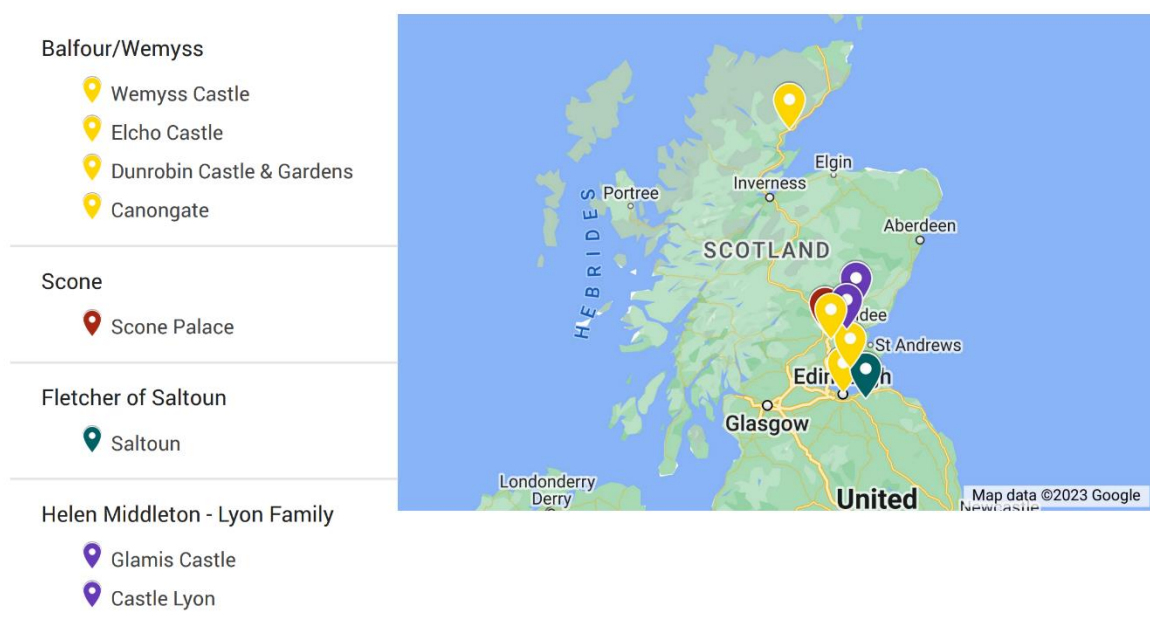 Balfour/Wemyss
Wemyss Castle
Elcho Castle
Dunrobin Castle & Gardens
Canongate
Scone
Scone Palace
Fletcher of Saltoun
Saltoun
Helen Middleton - Lyon Family
Glamis Castle
Castle Lyon
Elgin
Inverness
Portree
HEBRIDES
Aberdeen
SCOTLAND
dee
St Andrews
Edin h
Glasgow
Londonderry
Derry
United
Map data ©2023 Google